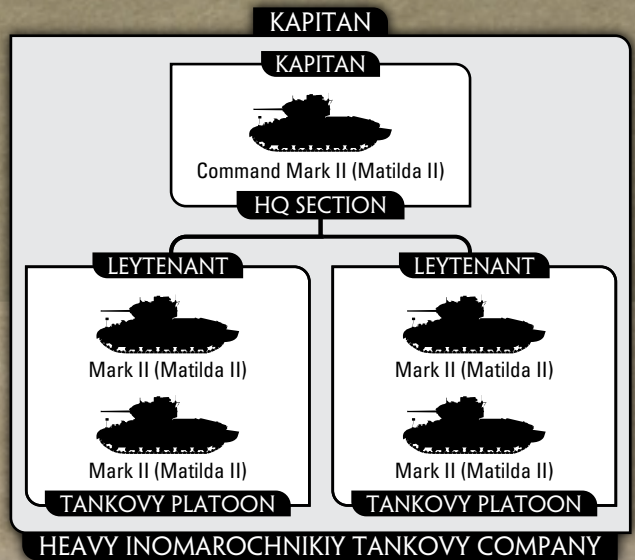 KAPITAN
KAPITAN
Command Mark II (Matilda II)
HQ SECTION
LEYTENANT
Mark II (Matilda II)
Mark II (Matilda II)
TANKOVY PLATOON
LEYTENANT
Mark II (Matilda II)
Mark II (Matilda II)
TANKOVY PLATOON
HEAVY INOMAROCHNIKIY TANKOVY COMPANY